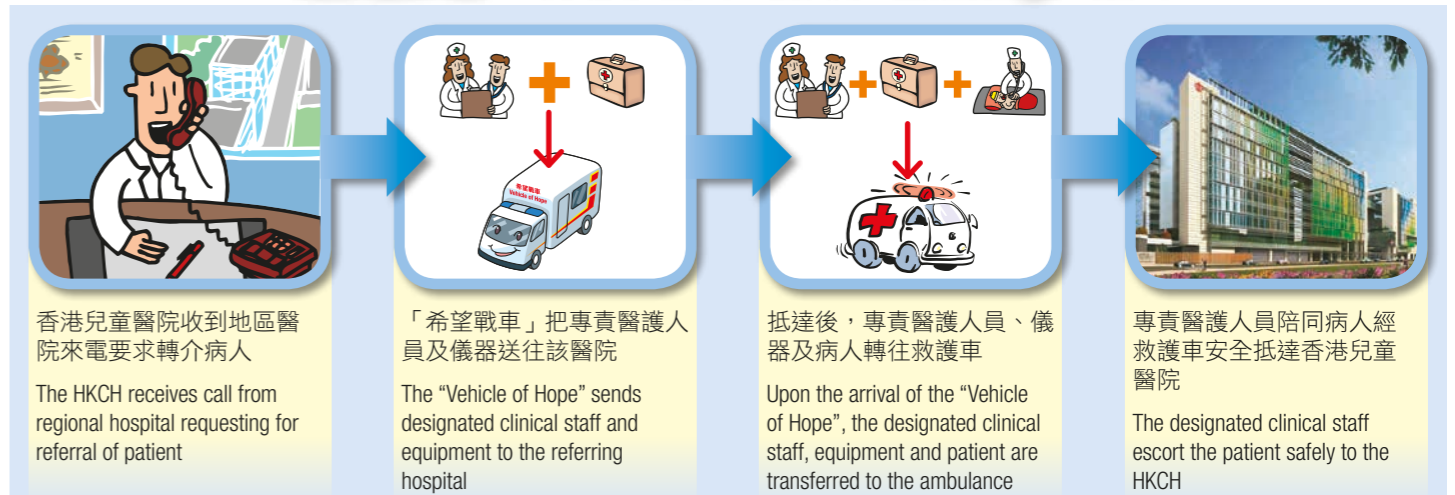 希望戰車
Vehicle of Hope
香港兒童醫院收到地區醫
院來電要求轉介病人
The HKCH receives call from
regional hospital requesting for
referral of patient
「希望戰車」把專責醫護人
員及儀器送往該醫院
The “Vehicle of Hope” sends
designated clinical staff and
equipment to the referring
hospital
抵達後，專責醫護人員、儀
器及病人轉往救護車
Upon the arrival of the “Vehicle
of Hope”, the designated clinical
staff, equipment and patient are
transferred to the ambulance
專責醫護人員陪同病人經
救護車安全抵達香港兒童
醫院
The designated clinical staff
escort the patient safely to the
HKCH